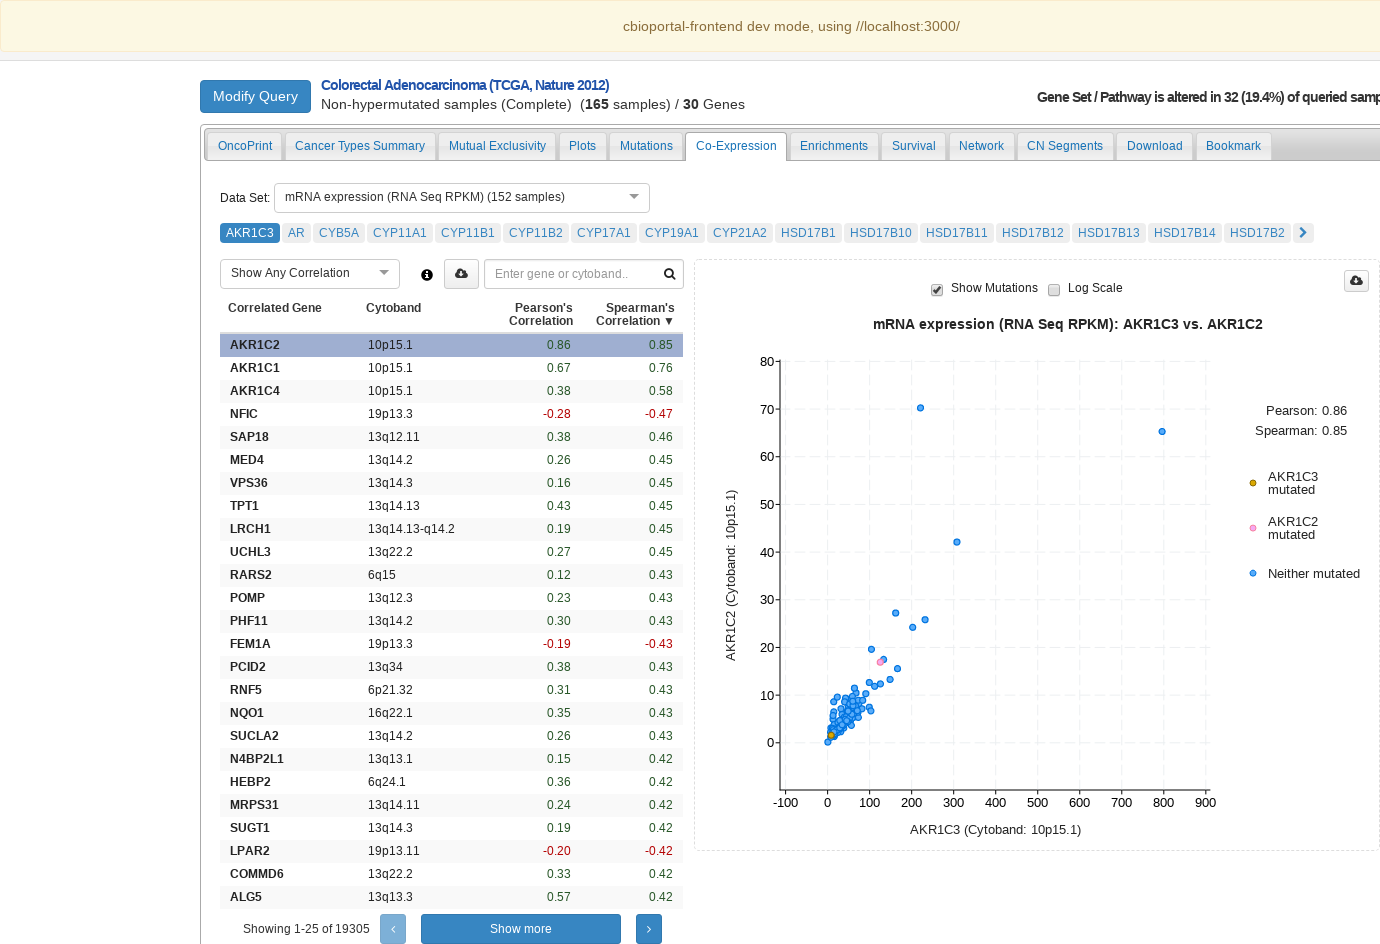 cbioportal-frontend dev mode, using //localhost:3000/
Modify Query
Colorectal Adenocarcinoma (TCGA, Nature 2012)
Non-hypermutated samples (Complete) (165 samples) / 30 Genes
Gene Set / Pathway is altered in 32 (19.4%) of queried samp
OncoPrint Cancer Types Summary Mutual Exclusivity Plots Mutations Co-Expression Enrichments Survival Network CN Segments Download Bookmark
Data Set: mRNA expression (RNA Seq RPKM) (152 samples)
AKR1C3 AR CYB5A CYP11A1 CYP11B1 CYP11B2 CYP17A1 CYP19A1 CYP21A2 HSD17B1 HSD17B10 HSD17B11 HSD17B12 HSD17B13 HSD17B14 HSD17B2
Show Any Correlation Enter gene or cytoband..
Correlated Gene Cytoband Pearson's Correlation Spearman's Correlation ▼
AKR1C2 10p15.1 0.86 0.85
AKR1C1 10p15.1 0.67 0.76
AKR1C4 10p15.1 0.38 0.58
NFIC 19p13.3 -0.28 -0.47
SAP18 13q12.11 0.38 0.46
MED4 13q14.2 0.26 0.45
VPS36 13q14.3 0.16 0.45
TPT1 13q14.13 0.43 0.45
LRCH1 13q14.13-q14.2 0.19 0.45
UCHL3 13q22.2 0.27 0.45
RARS2 6q15 0.12 0.43
POMP 13q12.3 0.23 0.43
PHF11 13q14.2 0.30 0.43
FEM1A 19p13.3 -0.19 -0.43
PCID2 13q34 0.38 0.43
RNF5 6p21.32 0.31 0.43
NQO1 16q22.1 0.35 0.43
SUCLA2 13q14.2 0.26 0.43
N4BP2L1 13q13.1 0.15 0.42
HEBP2 6q24.1 0.36 0.42
MRPS31 13q14.11 0.24 0.42
SUGT1 13q14.3 0.19 0.42
LPAR2 19p13.11 -0.20 -0.42
COMMD6 13q22.2 0.33 0.42
ALG5 13q13.3 0.57 0.42
Showing 1-25 of 19305 Show more
Show Mutations Log Scale
mRNA expression (RNA Seq RPKM): AKR1C3 vs. AKR1C2
80
70
60
50
40
30
20
10
0
AKR1C2 (Cytoband: 10p15.1)
-100 0 100 200 300 400 500 600 700 800 900
AKR1C3 (Cytoband: 10p15.1)
Pearson: 0.86
Spearman: 0.85
AKR1C3
mutated
AKR1C2
mutated
Neither mutated